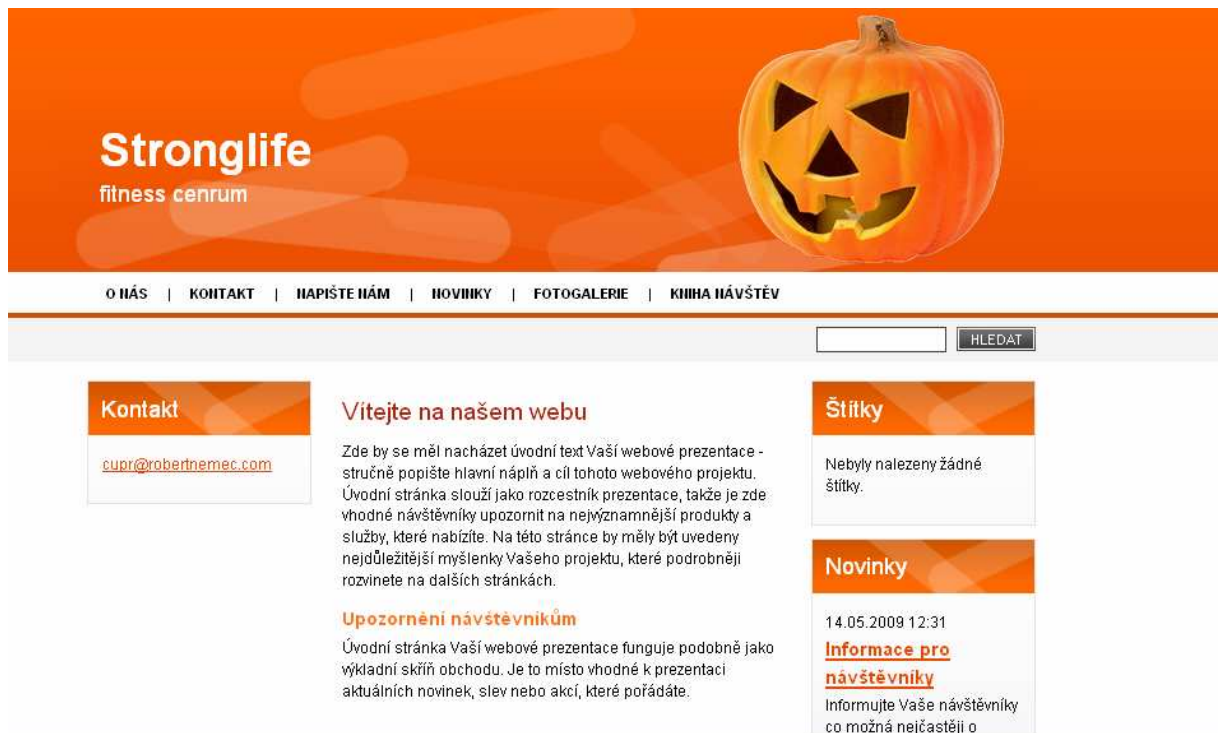 Stronglife
fitness cenrum
O NÁS | KONTAKT | NAPIŠTE NÁM | NOVINKY | FOTOGALERIE | KNIHA NÁVŠTĚV
HLEDAT
Kontakt
cupr@robertnemec.com
Vítejte na našem webu
Zde by se měl nacházet úvodní text Vaší webové prezentace -
stručně popište hlavní náplň a cíl tohoto webového projektu.
Úvodní stránka slouží jako rozcestník prezentace, takže je zde
vhodné návštěvníky upozornit na nejvýznamnější produkty a
služby, které nabízíte. Na této stránce by měly být uvedeny
nejdůležitější myšlenky Vašeho projektu, které podrobněji
rozvinete na dalších stránkách.
Upozornění návštěvníkům
Úvodní stránka Vaší webové prezentace funguje podobně jako
výkladní skříň obchodu. Je to místo vhodné k prezentaci
aktuálních novinek, slev nebo akcí, které pořádáte.
Štítky
Nebyly nalezeny žádné
štítky.
Novinky
14.05.2009 12:31
Informace pro
návštěvníky
Informujte Vaše návštěvníky
co možná nejčastěji o